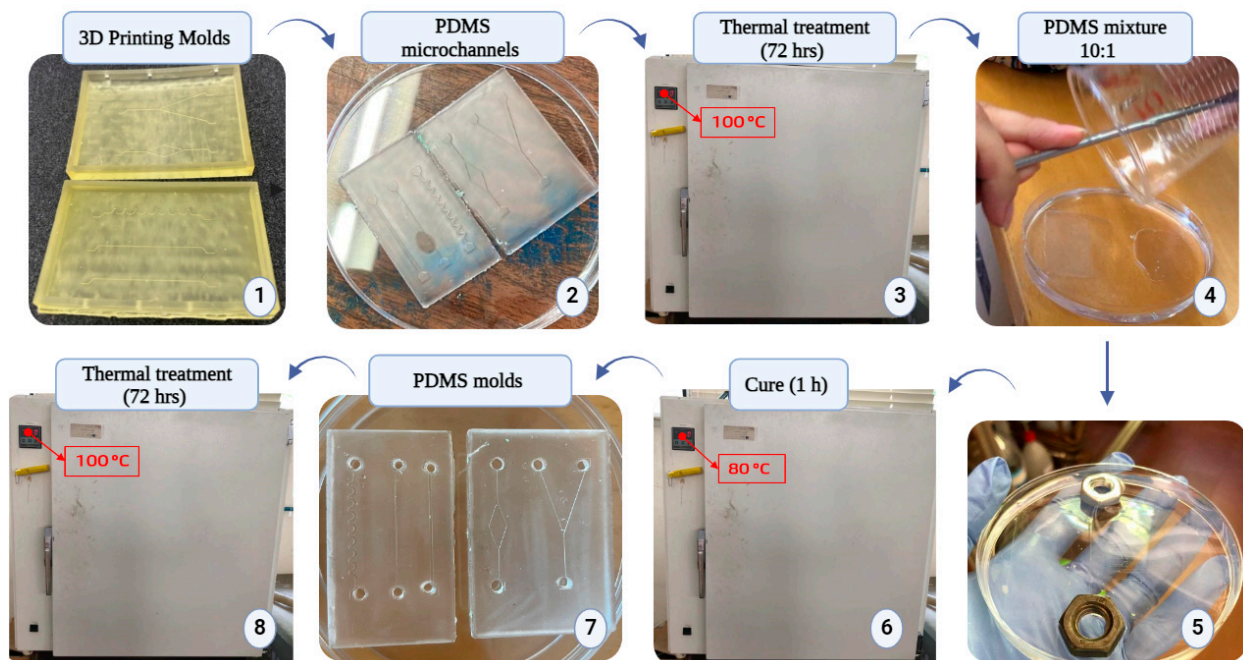 3D Printing Molds
PDMS
microchannels
Thermal treatment
(72 hrs)
PDMS mixture
10:1
100 °C
1
2
3
4
Thermal treatment
(72 hrs)
PDMS molds
Cure (1 h)
100 °C
80 °C
8
7
6
5